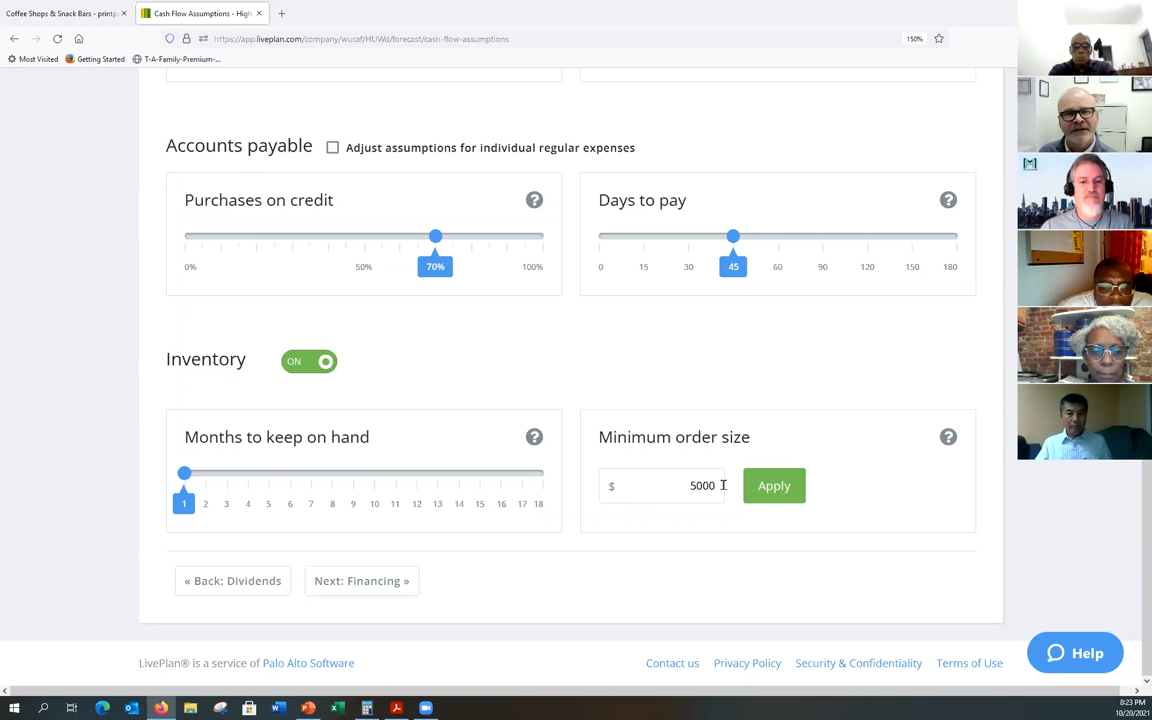 Coffee Shops & Snack Bars - printp
Cash Flow Assumptions - High
https://app.liveplan.com/company/wucaf/HUWd/forecast/cash-flow-assumptions
150%
Most Visited
Getting Started
T-A-Family-Premium-...
Accounts payable
Adjust assumptions for individual regular expenses
Purchases on credit
?
0%
50%
70%
100%
Days to pay
?
0
15
30
45
60
90
120
150
180
Inventory
ON
Months to keep on hand
?
1
2
3
4
5
6
7
8
9
10
11
12
13
14
15
16
17
18
Minimum order size
?
$
5000
Apply
« Back: Dividends
Next: Financing »
LivePlan® is a service of Palo Alto Software
Contact us
Privacy Policy
Security & Confidentiality
Terms of Use
Help
8:23 PM
10/20/2021